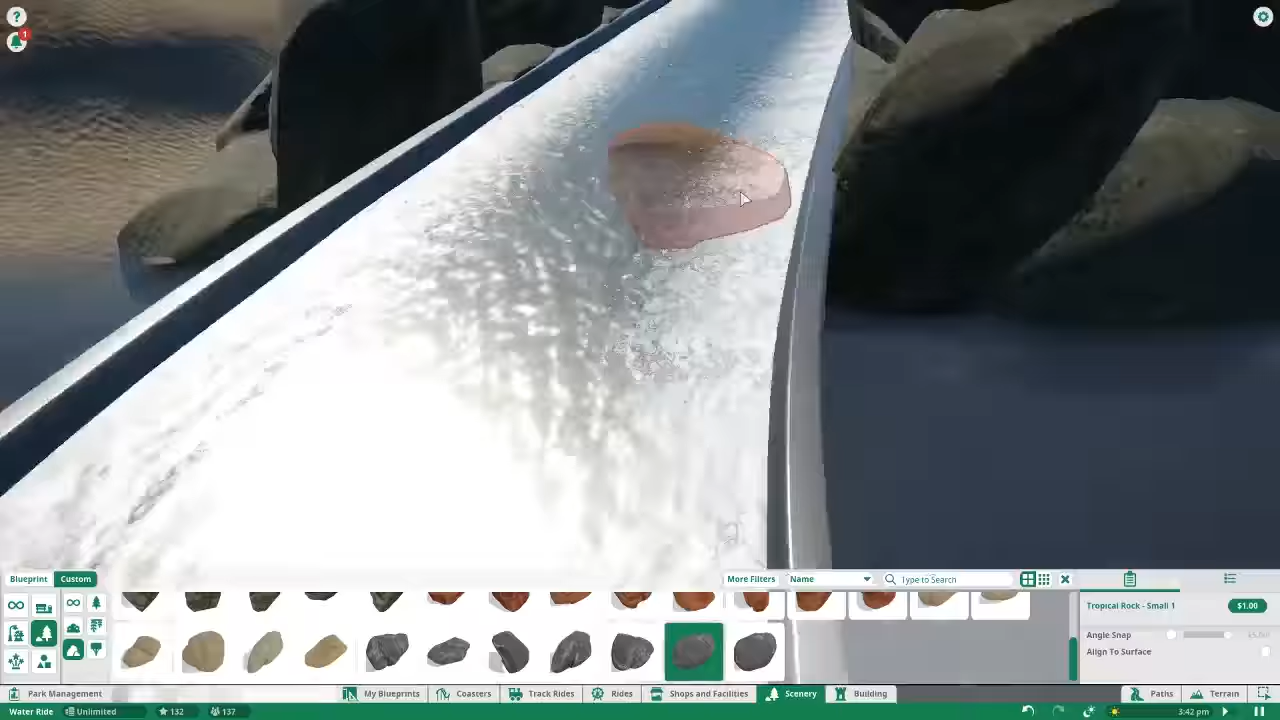 ?
1
Blueprint Custom More Filters Name Type to Search
Tropical Rock - Small 1 $1.00
Angle Snap
Align To Surface
Park Management My Blueprints Coasters Track Rides Rides Shops and Facilities Scenery Building Paths Terrain
Water Ride Unlimited 132 137 3:42 pm